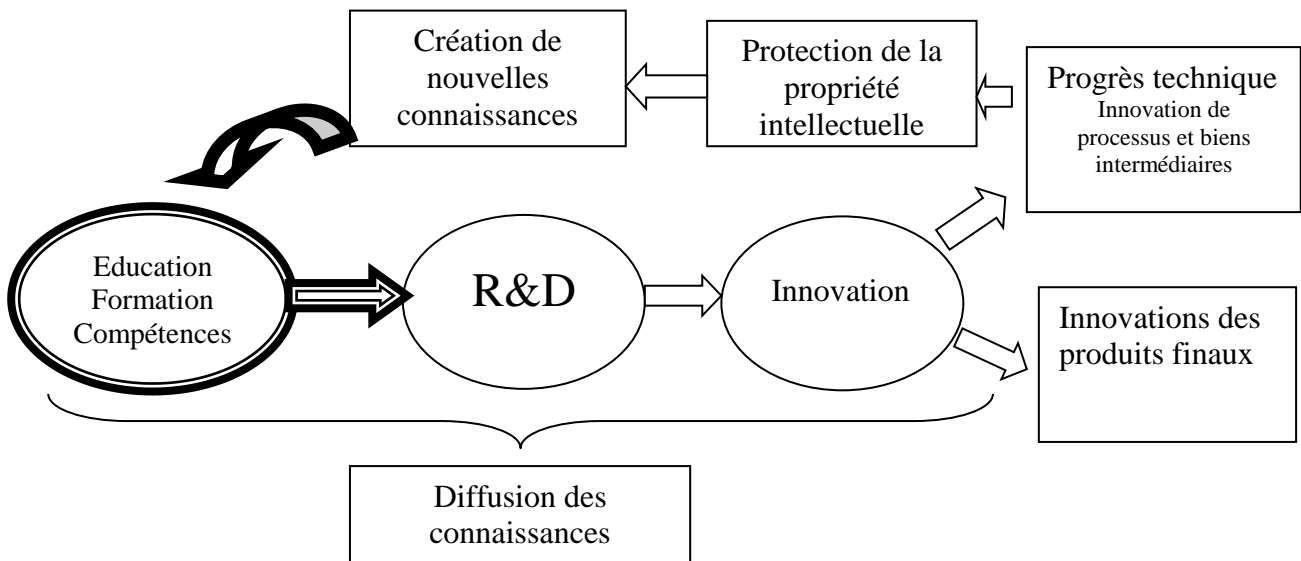 Création de
nouvelles
connaissances
Protection de la
propriété
intellectuelle
Progrès technique
Innovation de
processus et biens
intermédiaires
Education
Formation
Compétences
R&D
Innovation
Innovations des
produits finaux
Diffusion des
connaissances